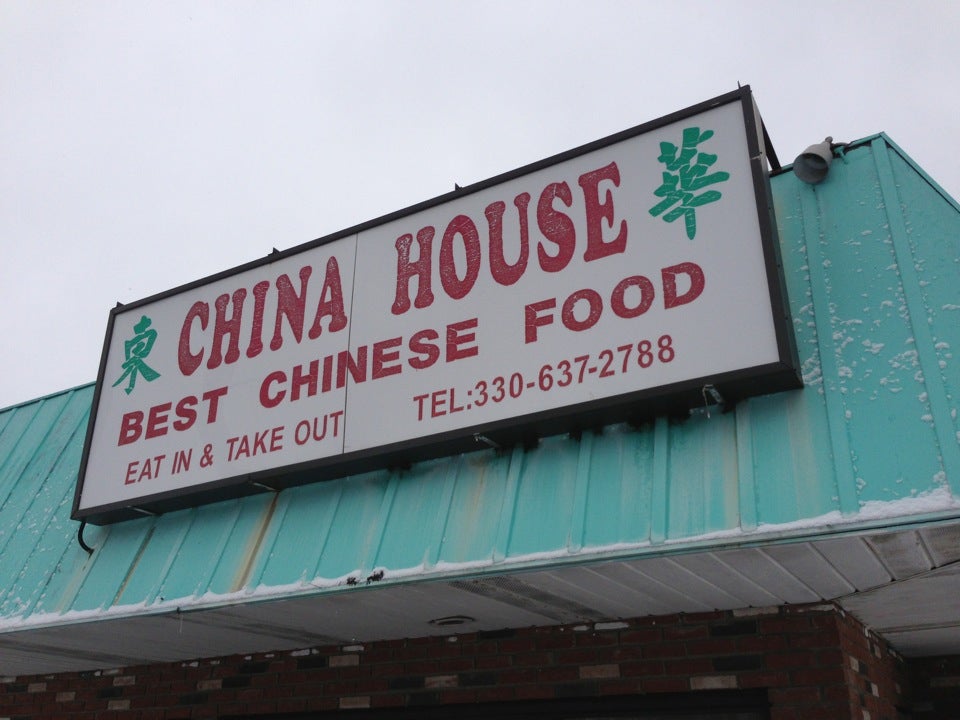 東 CHINA HOUSE 華
BEST CHINESE FOOD
EAT IN & TAKE OUT TEL:330-637-2788